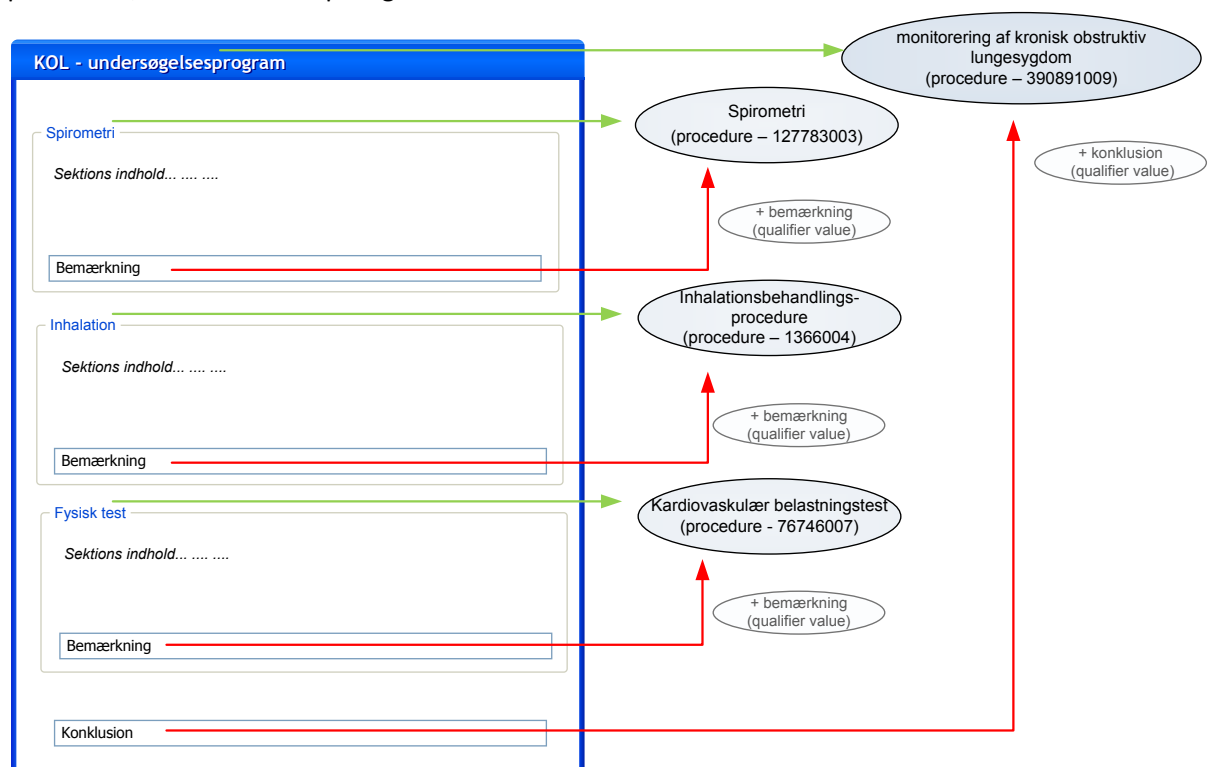 monitorering af kronisk obstruktiv
lungesygdom
(procedure – 390891009)
KOL - undersøgelsesprogram
Spirometri
(procedure – 127783003)
Spirometri
+ konklusion
(qualifier value)
Sektions indhold... .... ....
+ bemærkning
(qualifier value)
Bemærkning
Inhalationsbehandlings-
procedure
(procedure – 1366004)
Inhalation
Sektions indhold... .... ....
+ bemærkning
(qualifier value)
Bemærkning
Kardiovaskulær belastningstest
(procedure - 76746007)
Fysisk test
Sektions indhold... .... ....
+ bemærkning
(qualifier value)
Bemærkning
Konklusion